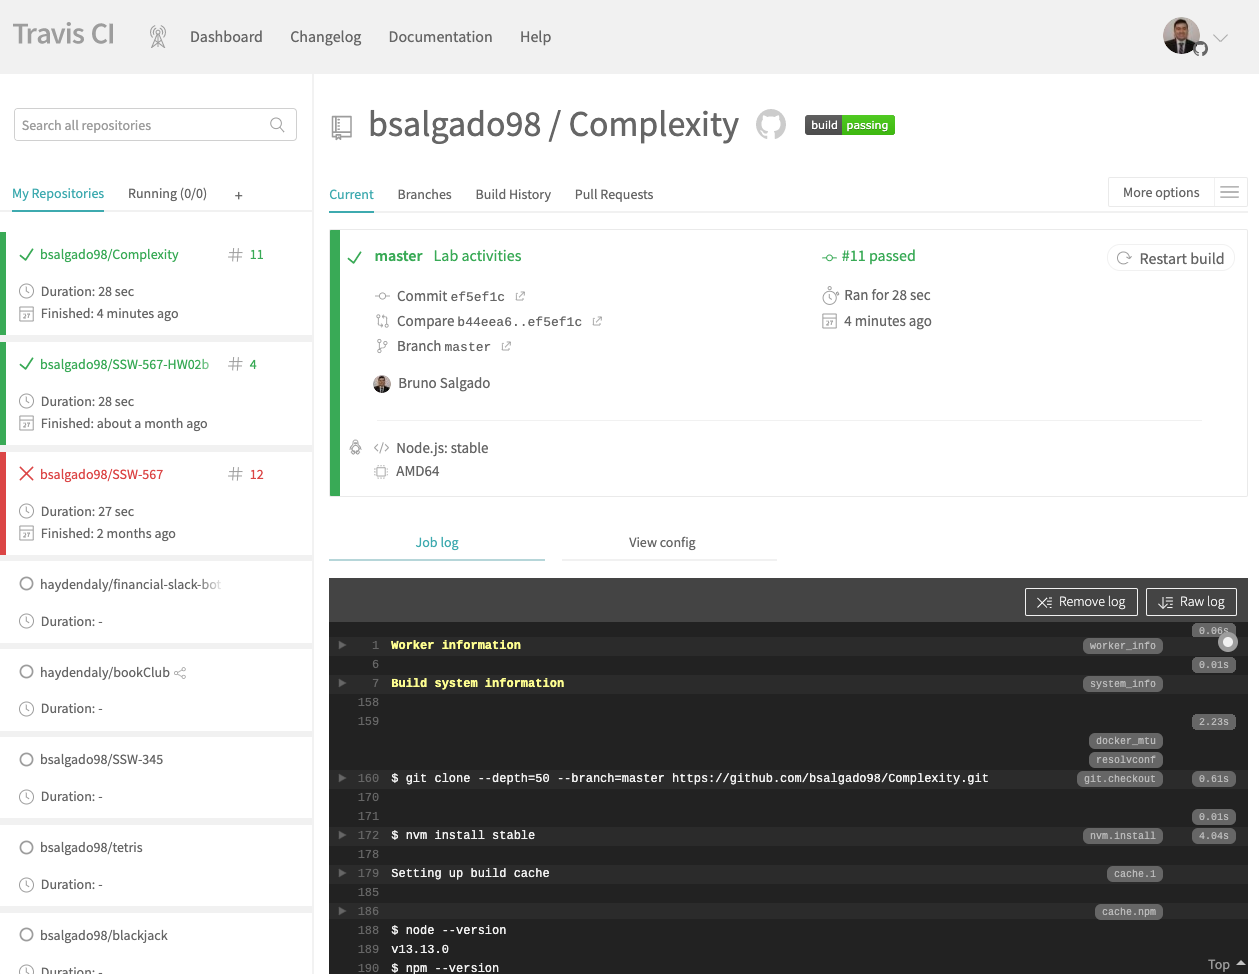 Travis CI
Dashboard Changelog Documentation Help
Search all repositories
My Repositories Running (0/0) +
bsalgado98/Complexity # 11
Duration: 28 sec
Finished: 4 minutes ago
bsalgado98/SSW-567-HW02b # 4
Duration: 28 sec
Finished: about a month ago
bsalgado98/SSW-567 # 12
Duration: 27 sec
Finished: 2 months ago
haydendaly/financial-slack-bot
Duration: -
haydendaly/bookClub
Duration: -
bsalgado98/SSW-345
Duration: -
bsalgado98/tetris
Duration: -
bsalgado98/blackjack
Duration: -
bsalgado98 / Complexity build passing
Current Branches Build History Pull Requests More options
master Lab activities
Commit ef5ef1c
Compare b44eea6..ef5ef1c
Branch master
Bruno Salgado
#11 passed
Ran for 28 sec
4 minutes ago
Restart build
</> Node.js: stable
AMD64
Job log View config
Remove log Raw log
0.06s
1 Worker information worker_info
6 0.01s
7 Build system information system_info
158
159 2.23s
docker_mtu
resolvconf
160 $ git clone --depth=50 --branch=master https://github.com/bsalgado98/Complexity.git git.checkout 0.61s
170
171 0.01s
172 $ nvm install stable nvm.install 4.04s
178
179 Setting up build cache cache.1
185
186 cache.npm
188 $ node --version
189 v13.13.0
190 $ npm --version
Top